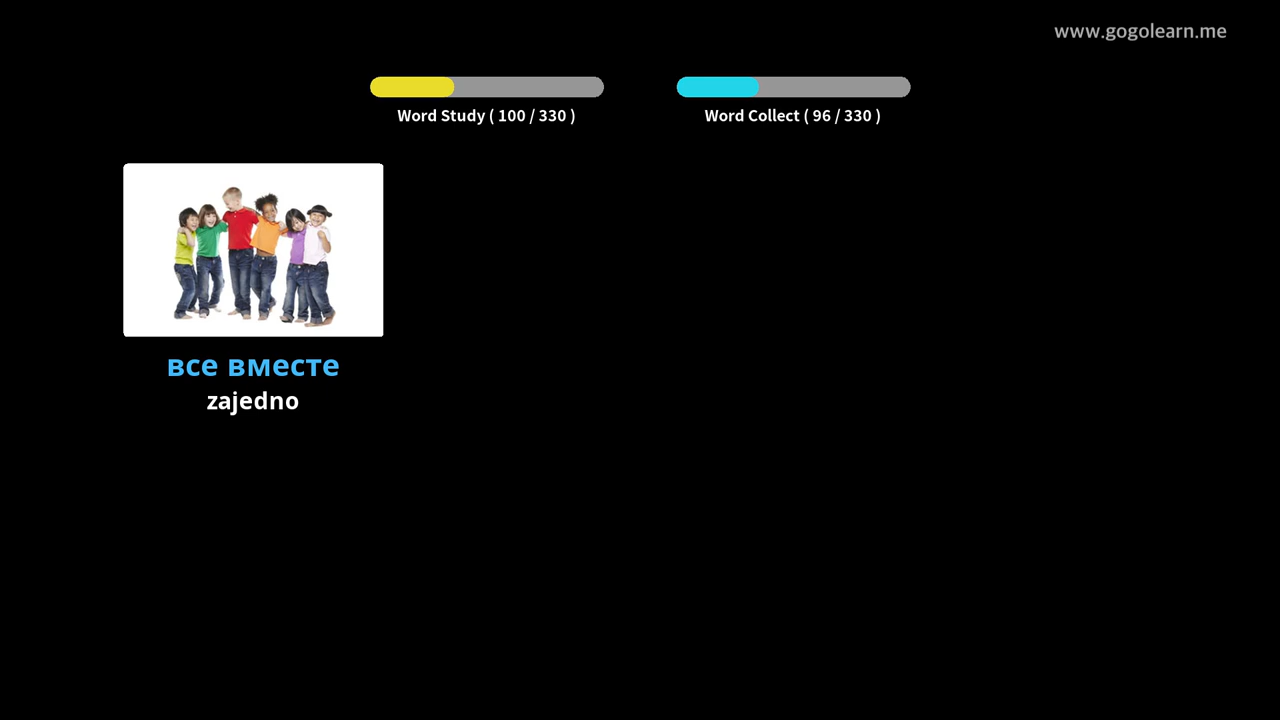 www.gogolearn.me
Word Study ( 100 / 330 )
Word Collect ( 96 / 330 )
все вместе
zajedno